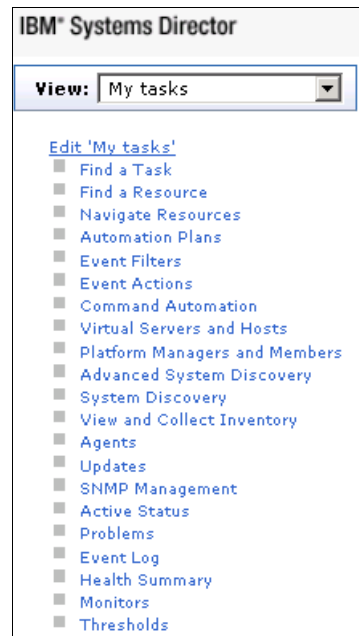 IBM® Systems Director
View: My tasks
Edit 'My tasks'
Find a Task
Find a Resource
Navigate Resources
Automation Plans
Event Filters
Event Actions
Command Automation
Virtual Servers and Hosts
Platform Managers and Members
Advanced System Discovery
System Discovery
View and Collect Inventory
Agents
Updates
SNMP Management
Active Status
Problems
Event Log
Health Summary
Monitors
Thresholds